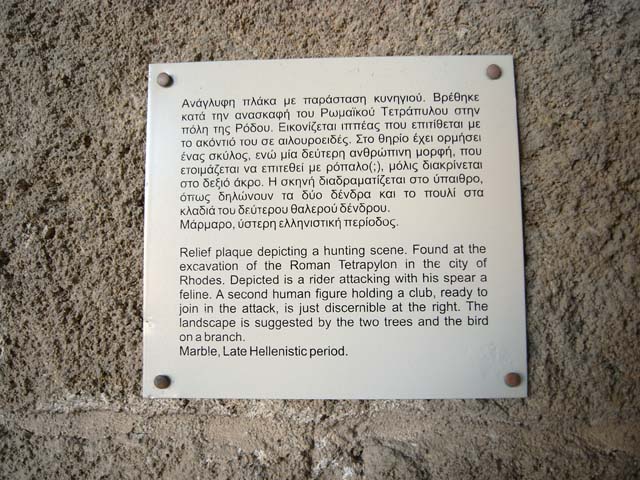 Ανάγλυφη πλάκα με παράσταση κυνηγιού. Βρέθηκε
κατά την ανασκαφή του Ρωμαϊκού Τετράπυλου στην
πόλη της Ρόδου. Εικονίζεται ιππέας που επιτίθεται με
το ακόντιό του σε αιλουροειδές. Στο θηρίο έχει ορμήσει
ένας σκύλος, ενώ μία δεύτερη ανθρώπινη μορφή, που
ετοιμάζεται να επιτεθεί με ρόπαλο(;), μόλις διακρίνεται
στο δεξιό άκρο. Η σκηνή διαδραματίζεται στο ύπαιθρο,
όπως δηλώνουν τα δύο δένδρα και το πουλί στα
κλαδιά του δεύτερου θαλερού δένδρου.
Μάρμαρο, ύστερη ελληνιστική περίοδος.
Relief plaque depicting a hunting scene. Found at the
excavation of the Roman Tetrapylon in the city of
Rhodes. Depicted is a rider attacking with his spear a
feline. A second human figure holding a club, ready to
join in the attack, is just discernible at the right. The
landscape is suggested by the two trees and the bird
on a branch.
Marble, Late Hellenistic period.